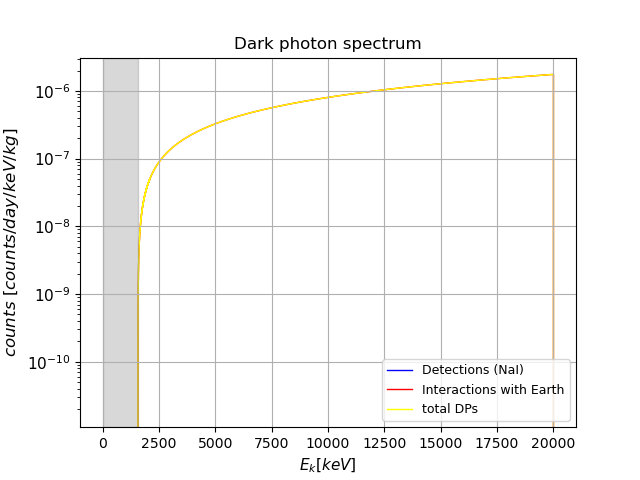 Dark photon spectrum
counts [counts/day/keV/kg]
10⁻⁶
10⁻⁷
10⁻⁸
10⁻⁹
10⁻¹⁰
Detections (NaI)
Interactions with Earth
total DPs
0 2500 5000 7500 10000 12500 15000 17500 20000
Eₖ[keV]